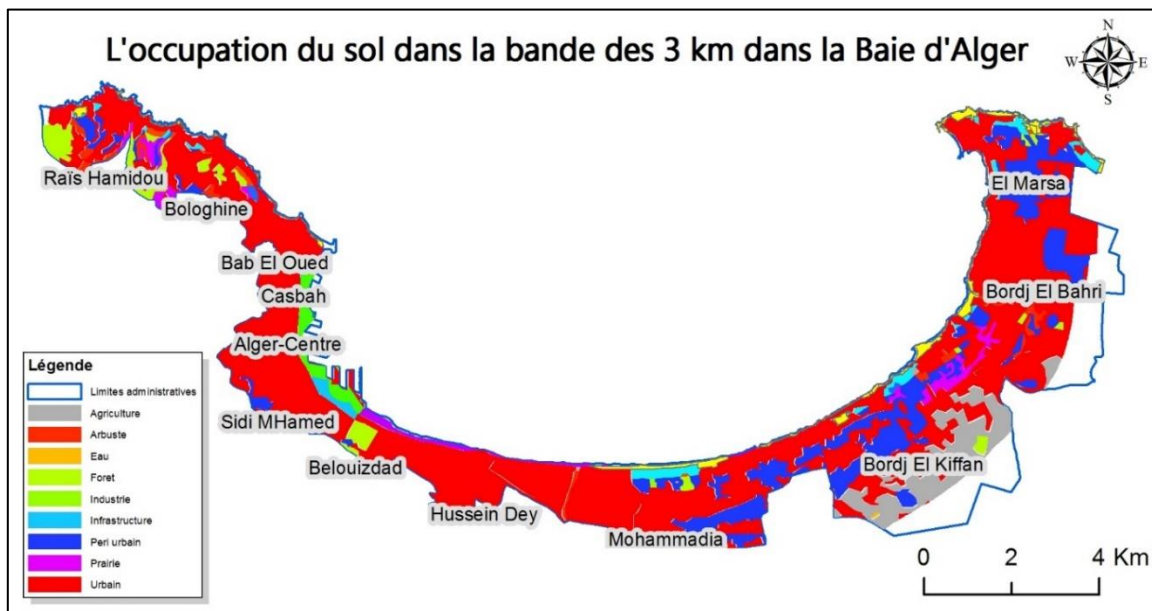 L'occupation du sol dans la bande des 3 km dans la Baie d'Alger
N
W E
S
Raïs Hamidou
Bologhine
Bab El Oued
Casbah
Alger-Centre
Sidi MHamed
Belouizdad
Hussein Dey
Mohammadia
Bordj El Kiffan
Bordj El Bahri
El Marsa
Légende
Limites administratives
Agriculture
Arbuste
Eau
Foret
Industrie
Infrastructure
Peri urbain
Prairie
Urbain
0 2 4 Km